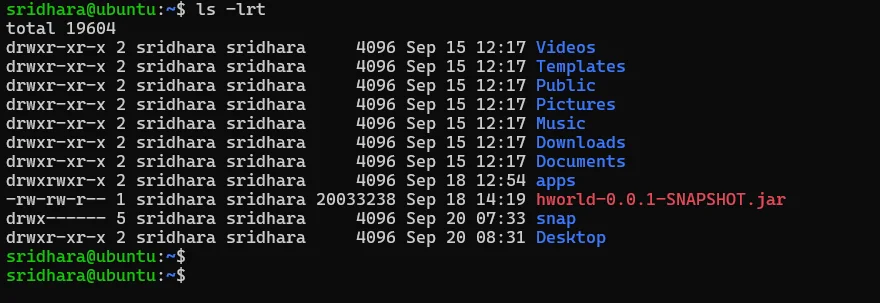 sridhara@ubuntu:~$ ls -lrt
total 19604
drwxr-xr-x 2 sridhara sridhara     4096 Sep 15 12:17 Videos
drwxr-xr-x 2 sridhara sridhara     4096 Sep 15 12:17 Templates
drwxr-xr-x 2 sridhara sridhara     4096 Sep 15 12:17 Public
drwxr-xr-x 2 sridhara sridhara     4096 Sep 15 12:17 Pictures
drwxr-xr-x 2 sridhara sridhara     4096 Sep 15 12:17 Music
drwxr-xr-x 2 sridhara sridhara     4096 Sep 15 12:17 Downloads
drwxr-xr-x 2 sridhara sridhara     4096 Sep 15 12:17 Documents
drwxrwxr-x 2 sridhara sridhara     4096 Sep 18 12:54 apps
-rw-rw-r-- 1 sridhara sridhara 20033238 Sep 18 14:19 hworld-0.0.1-SNAPSHOT.jar
drwx------ 5 sridhara sridhara     4096 Sep 20 07:33 snap
drwxr-xr-x 2 sridhara sridhara     4096 Sep 20 08:31 Desktop
sridhara@ubuntu:~$
sridhara@ubuntu:~$